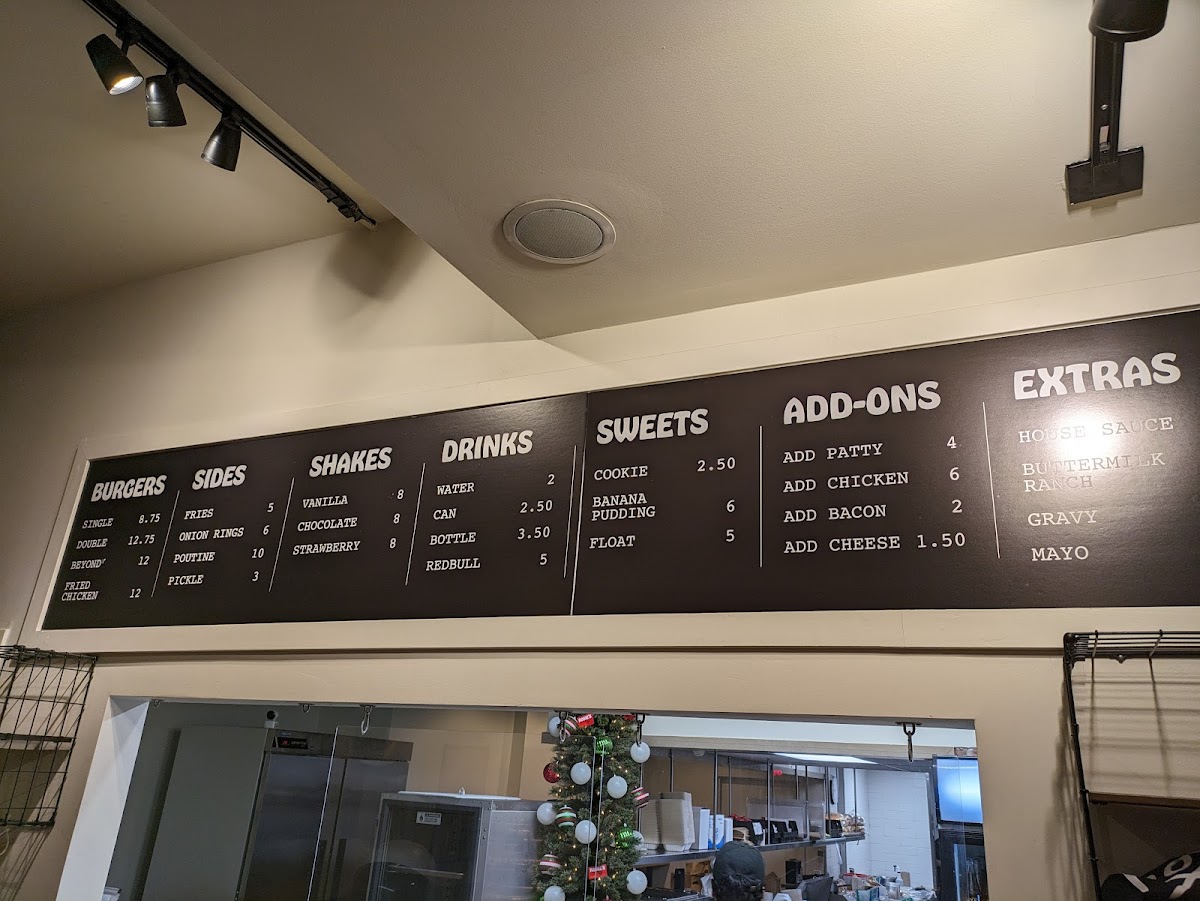 BURGERS
SINGLE 8.75
DOUBLE 12.75
BEYOND 12
FRIED
CHICKEN 12
SIDES
FRIES 5
ONION RINGS 6
POUTINE 10
PICKLE 3
SHAKES
VANILLA 8
CHOCOLATE 8
STRAWBERRY 8
DRINKS
WATER 2
CAN 2.50
BOTTLE 3.50
REDBULL 5
SWEETS
COOKIE 2.50
BANANA
PUDDING 6
FLOAT 5
ADD-ONS
ADD PATTY 4
ADD CHICKEN 6
ADD BACON 2
ADD CHEESE 1.50
EXTRAS
HOUSE SAUCE
BUTTERMILK
RANCH
GRAVY
MAYO